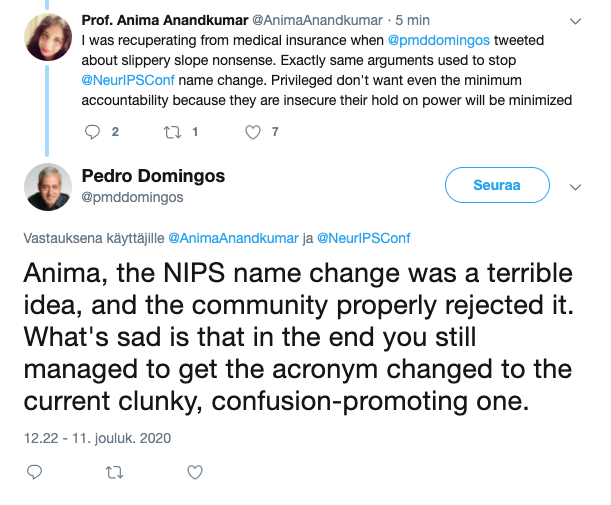 Prof. Anima Anandkumar @AnimaAnandkumar · 5 min
I was recuperating from medical insurance when @pmddomingos tweeted
about slippery slope nonsense. Exactly same arguments used to stop
@NeurIPSConf name change. Privileged don't want even the minimum
accountability because they are insecure their hold on power will be minimized
2 1 7
Pedro Domingos
@pmddomingos
Seuraa
Vastauksena käyttäjille @AnimaAnandkumar ja @NeurIPSConf
Anima, the NIPS name change was a terrible
idea, and the community properly rejected it.
What's sad is that in the end you still
managed to get the acronym changed to the
current clunky, confusion-promoting one.
12.22 - 11. jouluk. 2020